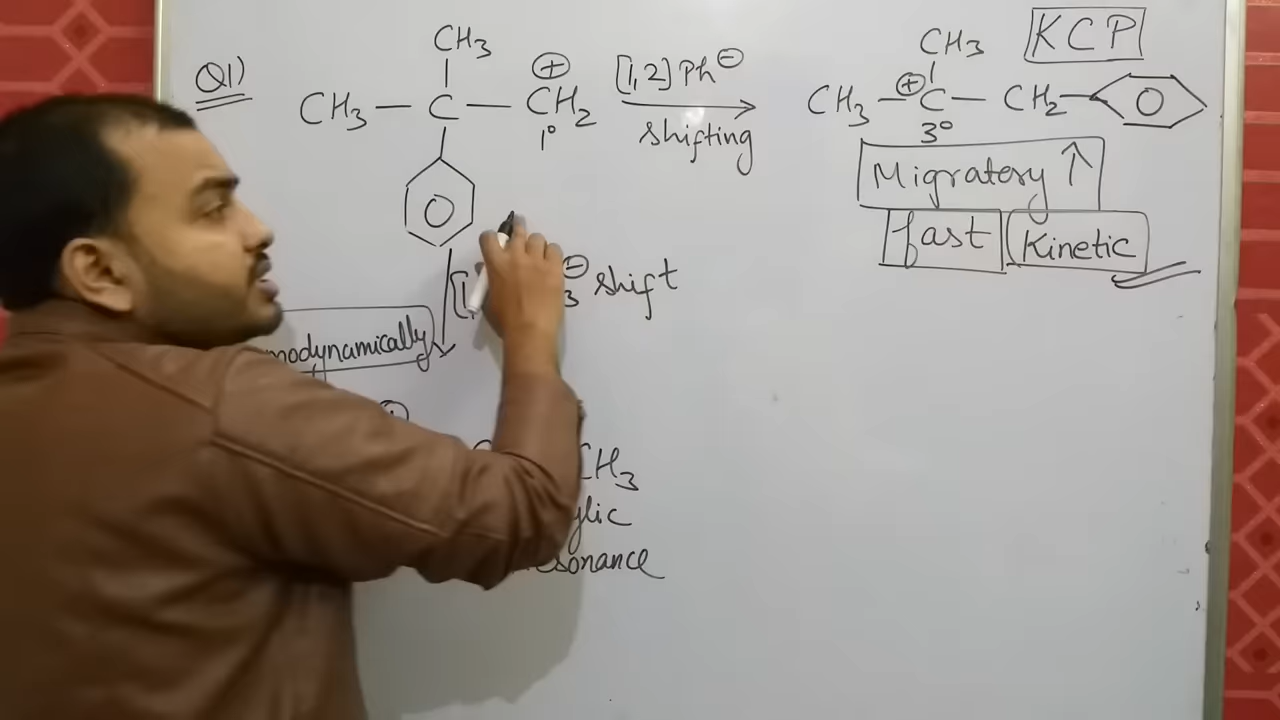 Q1)
CH3
CH3 — C — CH2
⊕
1°
[1,2] Ph⊖
shifting
CH3
CH3 — C — CH2
⊕
3°
KCP
Migratory ↑
fast
Kinetic
⊖
3 shift
modynamically
CH3
ylic
sonance